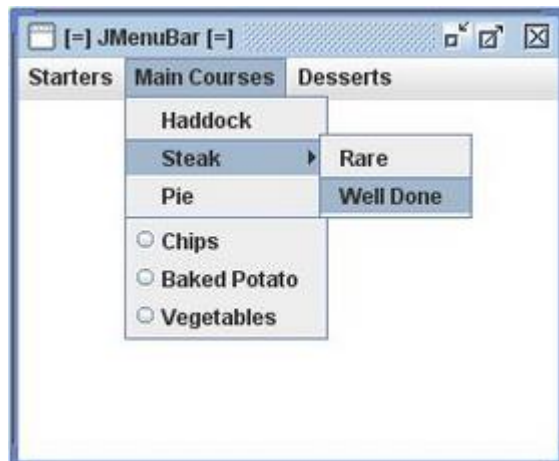 [=] JMenuBar [=]
Starters Main Courses Desserts
Haddock
Steak Rare
Pie Well Done
Chips
Baked Potato
Vegetables